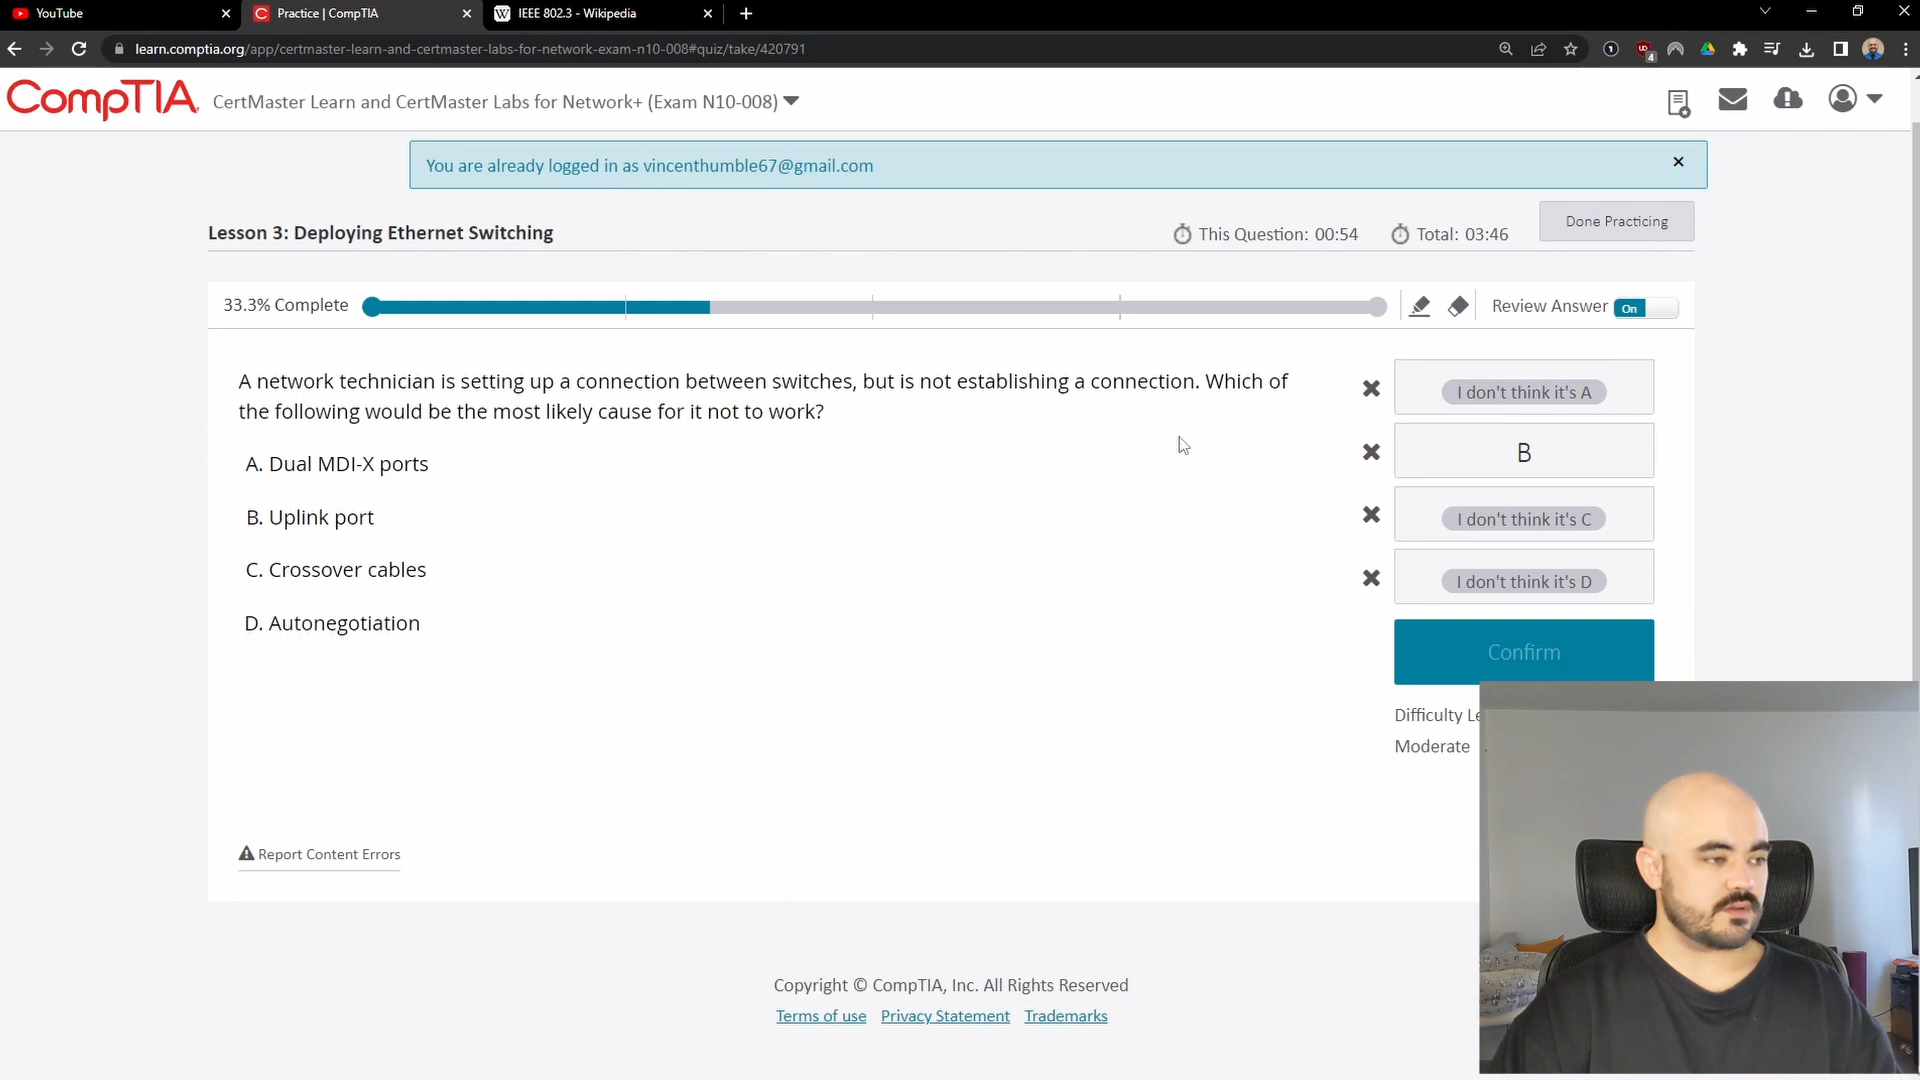 YouTube
Practice | CompTIA
IEEE 802.3 - Wikipedia
learn.comptia.org/app/certmaster-learn-and-certmaster-labs-for-network-exam-n10-008#quiz/take/420791
CompTIA.
CertMaster Learn and CertMaster Labs for Network+ (Exam N10-008)
You are already logged in as vincenthumble67@gmail.com
Lesson 3: Deploying Ethernet Switching
This Question: 00:54
Total: 03:46
Done Practicing
33.3% Complete
Review Answer On
A network technician is setting up a connection between switches, but is not establishing a connection. Which of
the following would be the most likely cause for it not to work?
A. Dual MDI-X ports
B. Uplink port
C. Crossover cables
D. Autonegotiation
I don't think it's A
B
I don't think it's C
I don't think it's D
Confirm
Difficulty Le
Moderate
Report Content Errors
Copyright © CompTIA, Inc. All Rights Reserved
Terms of use Privacy Statement Trademarks